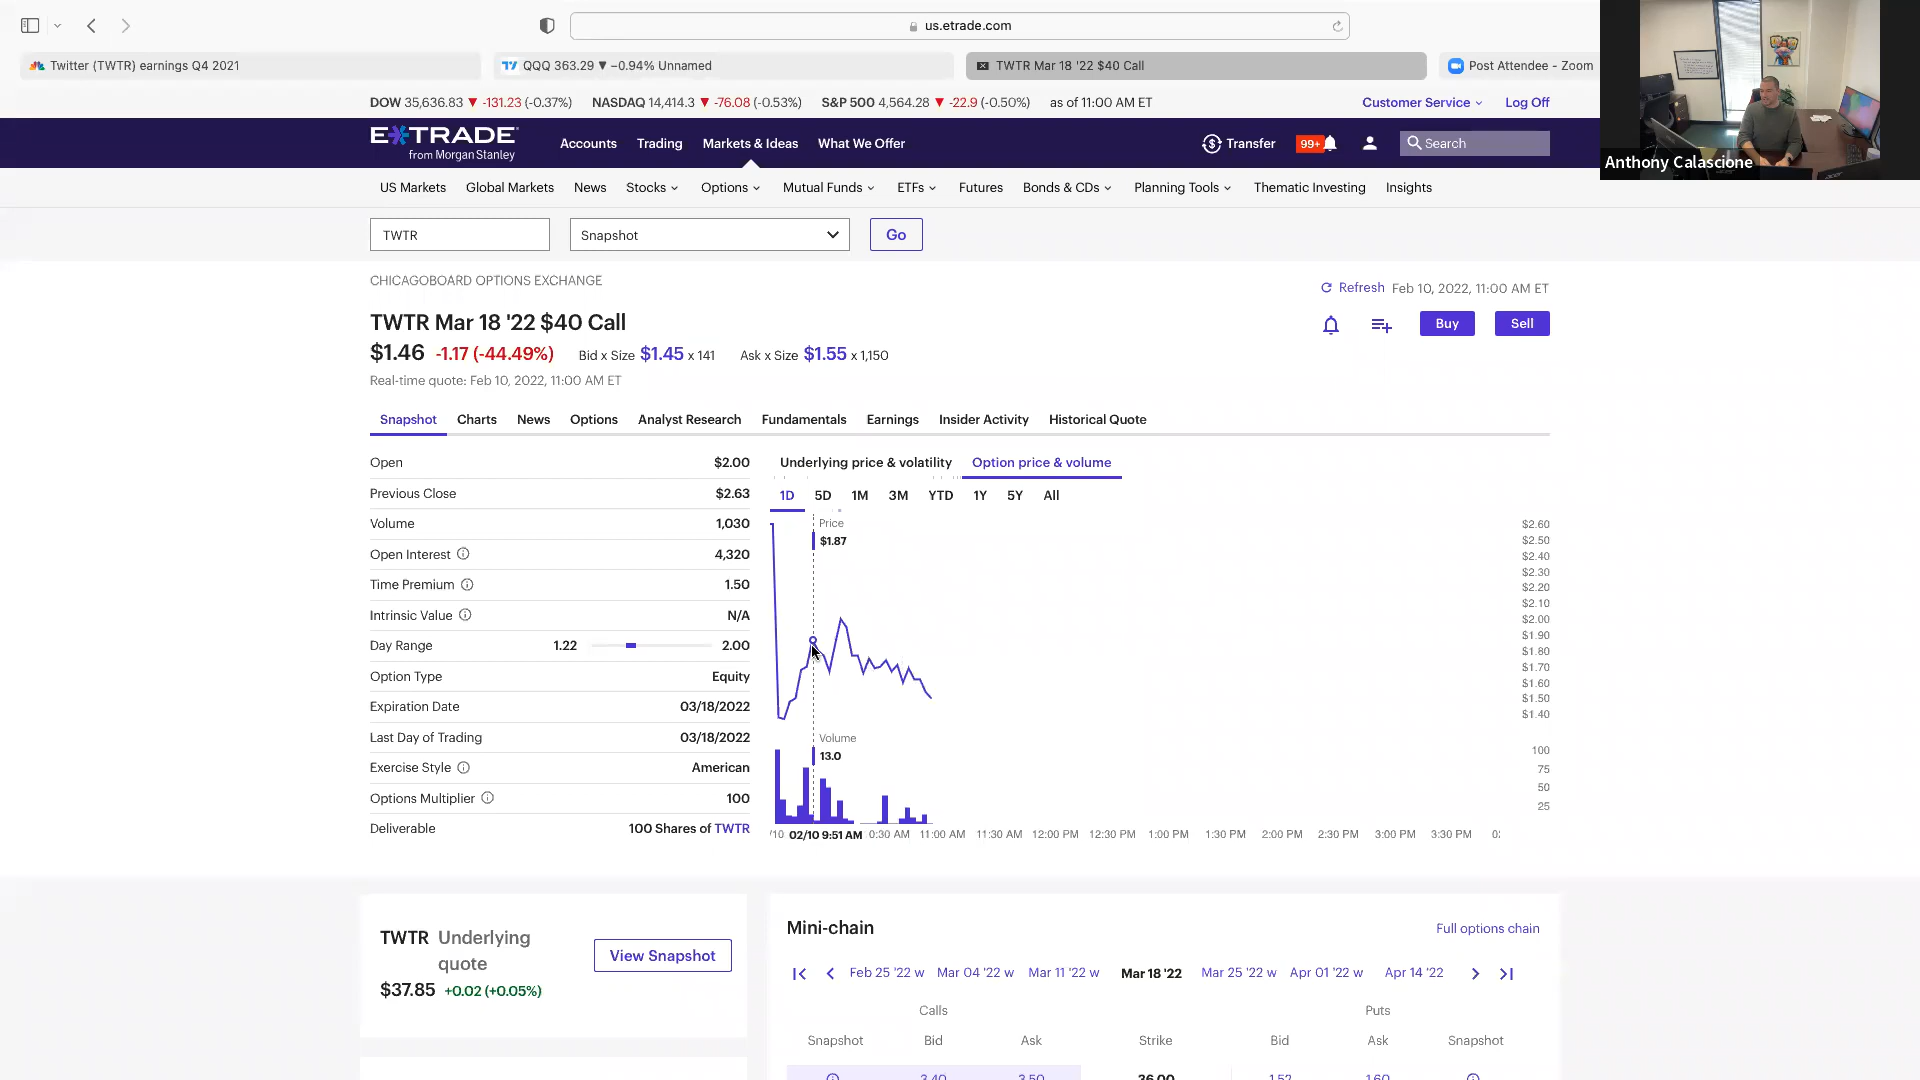 us.etrade.com
Twitter (TWTR) earnings Q4 2021
QQQ 363.29 ▼ −0.94% Unnamed
TWTR Mar 18 '22 $40 Call
Post Attendee - Zoom
DOW 35,636.83 ▼ -131.23 (-0.37%) NASDAQ 14,414.3 ▼ -76.08 (-0.53%) S&P 500 4,564.28 ▼ -22.9 (-0.50%) as of 11:00 AM ET
Customer Service Log Off
E*TRADE
from Morgan Stanley
Accounts Trading Markets & Ideas What We Offer
Transfer 99+ Search
Anthony Calascione
US Markets Global Markets News Stocks Options Mutual Funds ETFs Futures Bonds & CDs Planning Tools Thematic Investing Insights
TWTR Snapshot Go
CHICAGOBOARD OPTIONS EXCHANGE
Refresh Feb 10, 2022, 11:00 AM ET
TWTR Mar 18 '22 $40 Call
Buy Sell
$1.46 -1.17 (-44.49%) Bid x Size $1.45 x 141 Ask x Size $1.55 x 1,150
Real-time quote: Feb 10, 2022, 11:00 AM ET
Snapshot Charts News Options Analyst Research Fundamentals Earnings Insider Activity Historical Quote
Open $2.00
Previous Close $2.63
Volume 1,030
Open Interest 4,320
Time Premium 1.50
Intrinsic Value N/A
Day Range 1.22 2.00
Option Type Equity
Expiration Date 03/18/2022
Last Day of Trading 03/18/2022
Exercise Style American
Options Multiplier 100
Deliverable 100 Shares of TWTR
Underlying price & volatility Option price & volume
1D 5D 1M 3M YTD 1Y 5Y All
Price
$1.87
$2.60
$2.50
$2.40
$2.30
$2.20
$2.10
$2.00
$1.90
$1.80
$1.70
$1.60
$1.50
$1.40
Volume
13.0
100
75
50
25
/10 02/10 9:51 AM 0:30 AM 11:00 AM 11:30 AM 12:00 PM 12:30 PM 1:00 PM 1:30 PM 2:00 PM 2:30 PM 3:00 PM 3:30 PM 0:
TWTR Underlying quote
View Snapshot
$37.85 +0.02 (+0.05%)
Mini-chain
Full options chain
Feb 25 '22 w Mar 04 '22 w Mar 11 '22 w Mar 18 '22 Mar 25 '22 w Apr 01 '22 w Apr 14 '22
Calls Puts
Snapshot Bid Ask Strike Bid Ask Snapshot
3.40 3.50 36.00 1.52 1.60